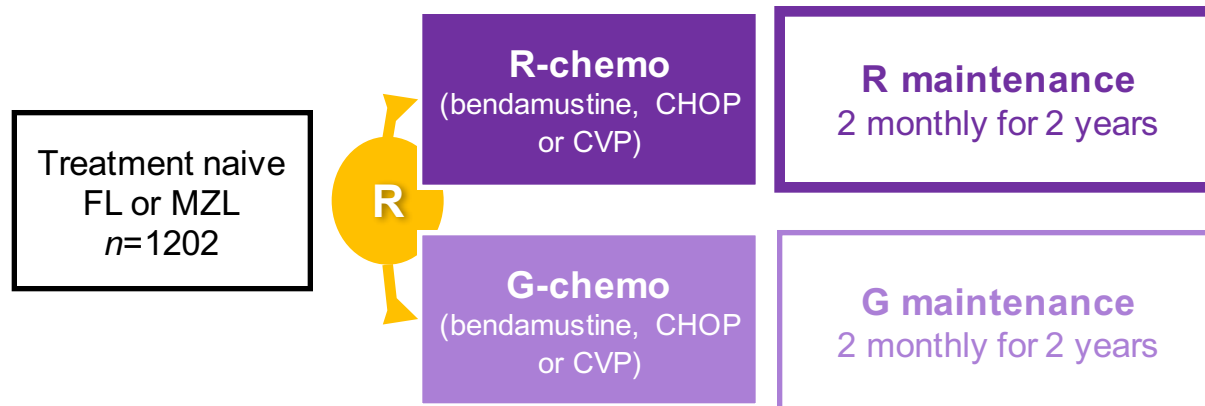 Treatment naive
FL or MZL
n=1202
R
R-chemo
(bendamustine, CHOP
or CVP)
R maintenance
2 monthly for 2 years
G-chemo
(bendamustine, CHOP
or CVP)
G maintenance
2 monthly for 2 years